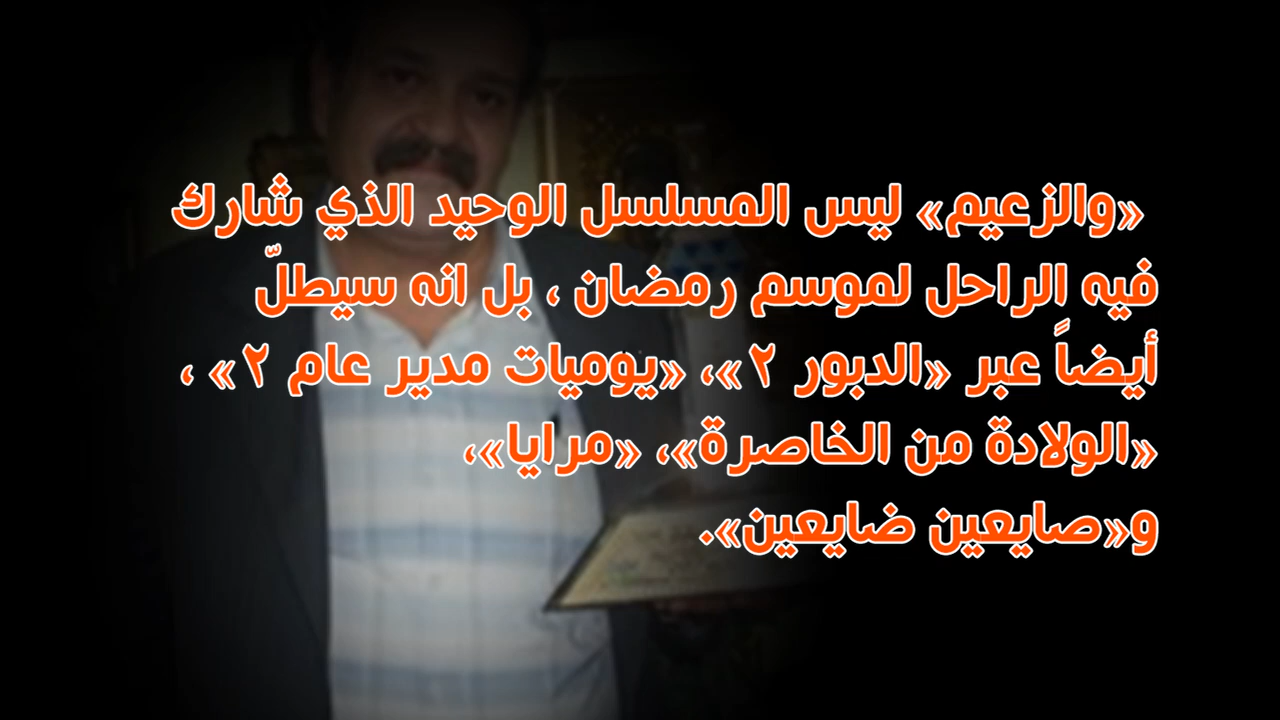 «والزعيم» ليس المسلسل الوحيد الذي شارك
فيه الراحل لموسم رمضان ، بل انه سيطلّ
أيضاً عبر «الدبور ٢»، «يوميات مدير عام ٢» ،
«الولادة من الخاصرة»، «مرايا»،
و«صايعين ضايعين».